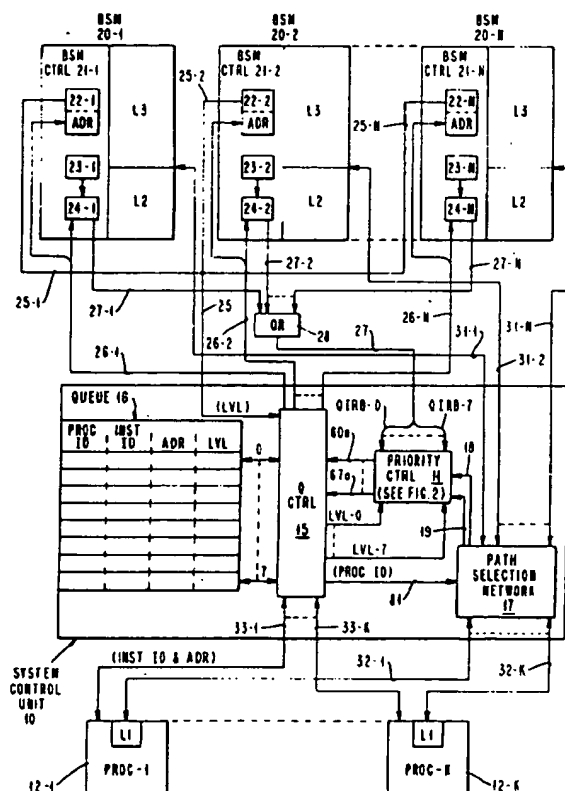 BSM
20-1
BSM
20-2
BSM
20-N
BSM
CTRL 21-1
BSM
CTRL 21-2
BSM
CTRL 21-N
25-2
25-N
22-1
ADR
L3
22-2
ADR
L3
22-N
ADR
L3
23-1
24-1
L2
23-2
24-2
L2
23-N
24-N
L2
25-1
27-1
25
26-2
27-2
27-N
OR
28
27
26-N
31-1
31-N
31-2
26-1
QUEUE 16
(LVL)
QIRB-0
QIRB-7
PROC
ID
INST
ID
ADR
LVL
0
7
Q
CTRL
15
60a
67a
PRIORITY
CTRL
(SEE FIG.2)
18
19
LVL-0
LVL-7
(PROC ID)
81
PATH
SELECTION
NETWORK
17
33-1
33-K
(INST ID & ADR)
32-1
32-K
SYSTEM
CONTROL
UNIT
10
L1
PROC-1
12-1
L1
PROC-K
12-K